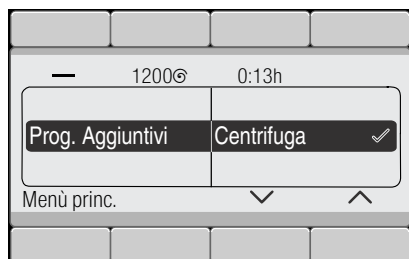 — 1200 0:13h
Prog. Aggiuntivi Centrifuga ✓
Menù princ.